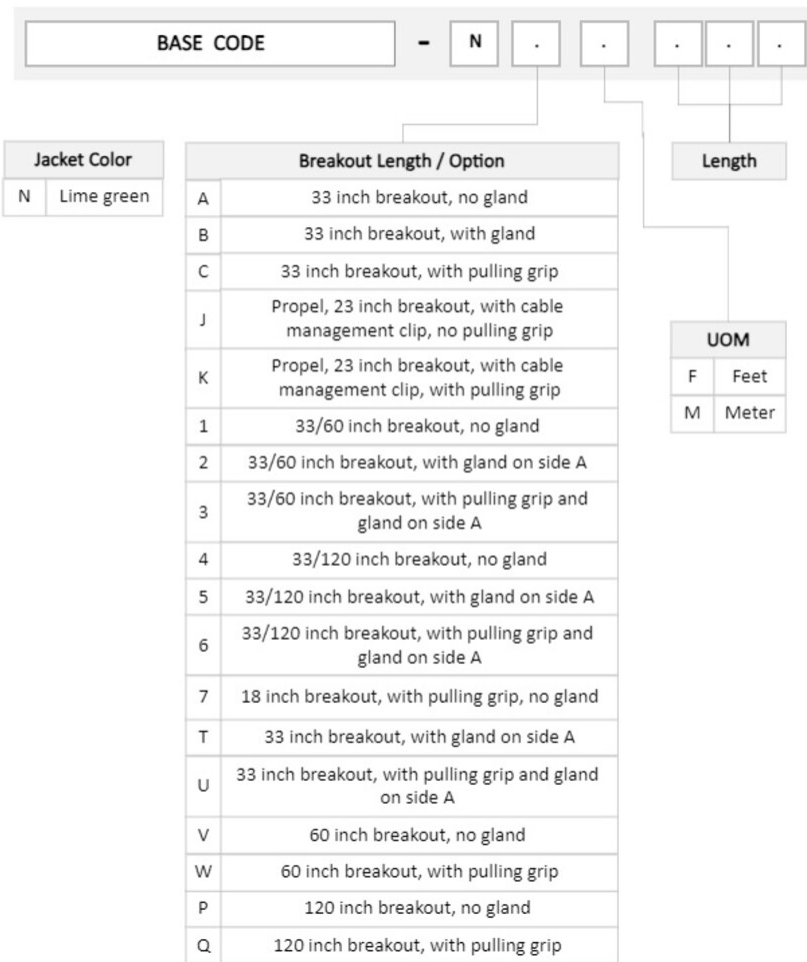 BASE CODE - N . . . . .
Jacket Color
N Lime green
Breakout Length / Option
A 33 inch breakout, no gland
B 33 inch breakout, with gland
C 33 inch breakout, with pulling grip
J Propel, 23 inch breakout, with cable
management clip, no pulling grip
K Propel, 23 inch breakout, with cable
management clip, with pulling grip
1 33/60 inch breakout, no gland
2 33/60 inch breakout, with gland on side A
3 33/60 inch breakout, with pulling grip and
gland on side A
4 33/120 inch breakout, no gland
5 33/120 inch breakout, with gland on side A
6 33/120 inch breakout, with pulling grip and
gland on side A
7 18 inch breakout, with pulling grip, no gland
T 33 inch breakout, with gland on side A
U 33 inch breakout, with pulling grip and gland
on side A
V 60 inch breakout, no gland
W 60 inch breakout, with pulling grip
P 120 inch breakout, no gland
Q 120 inch breakout, with pulling grip
Length
UOM
F Feet
M Meter